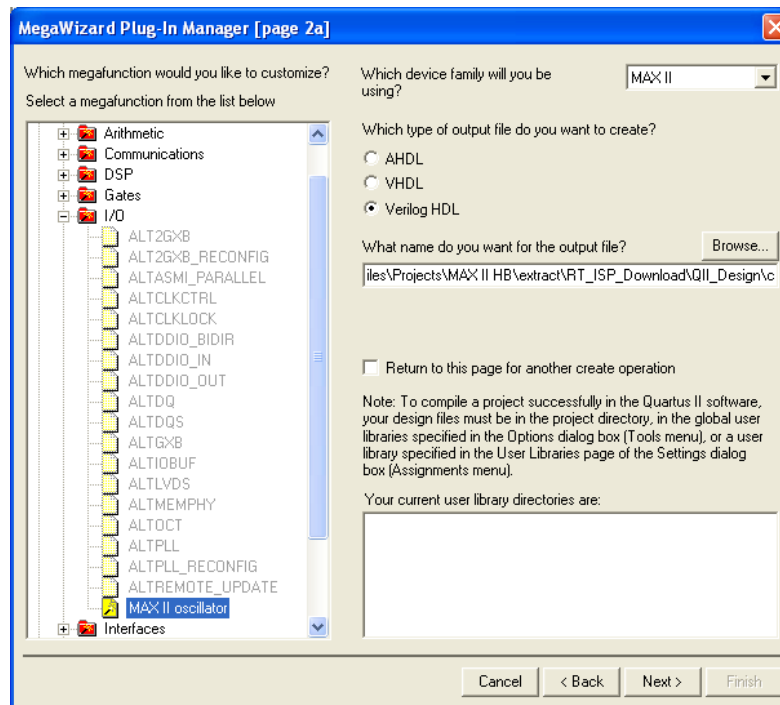 MegaWizard Plug-In Manager [page 2a]
Which megafunction would you like to customize?
Select a megafunction from the list below
Arithmetic
Communications
DSP
Gates
I/O
ALT2GXB
ALT2GXB_RECONFIG
ALTASMI_PARALLEL
ALTCLKCTRL
ALTCLKLOCK
ALTDDIO_BIDIR
ALTDDIO_IN
ALTDDIO_OUT
ALTDQ
ALTDQS
ALTGXB
ALTIOBUF
ALTLVDS
ALTMEMPHY
ALTOCT
ALTPLL
ALTPLL_RECONFIG
ALTREMOTE_UPDATE
MAX II oscillator
Interfaces
Which device family will you be
using?
MAX II
Which type of output file do you want to create?
AHDL
VHDL
Verilog HDL
What name do you want for the output file?
Browse...
iles\Projects\MAX II HB\extract\RT_ISP_Download\QII_Design\c
Return to this page for another create operation
Note: To compile a project successfully in the Quartus II software,
your design files must be in the project directory, in the global user
libraries specified in the Options dialog box (Tools menu), or a user
library specified in the User Libraries page of the Settings dialog
box (Assignments menu).
Your current user library directories are:
Cancel
< Back
Next >
Finish